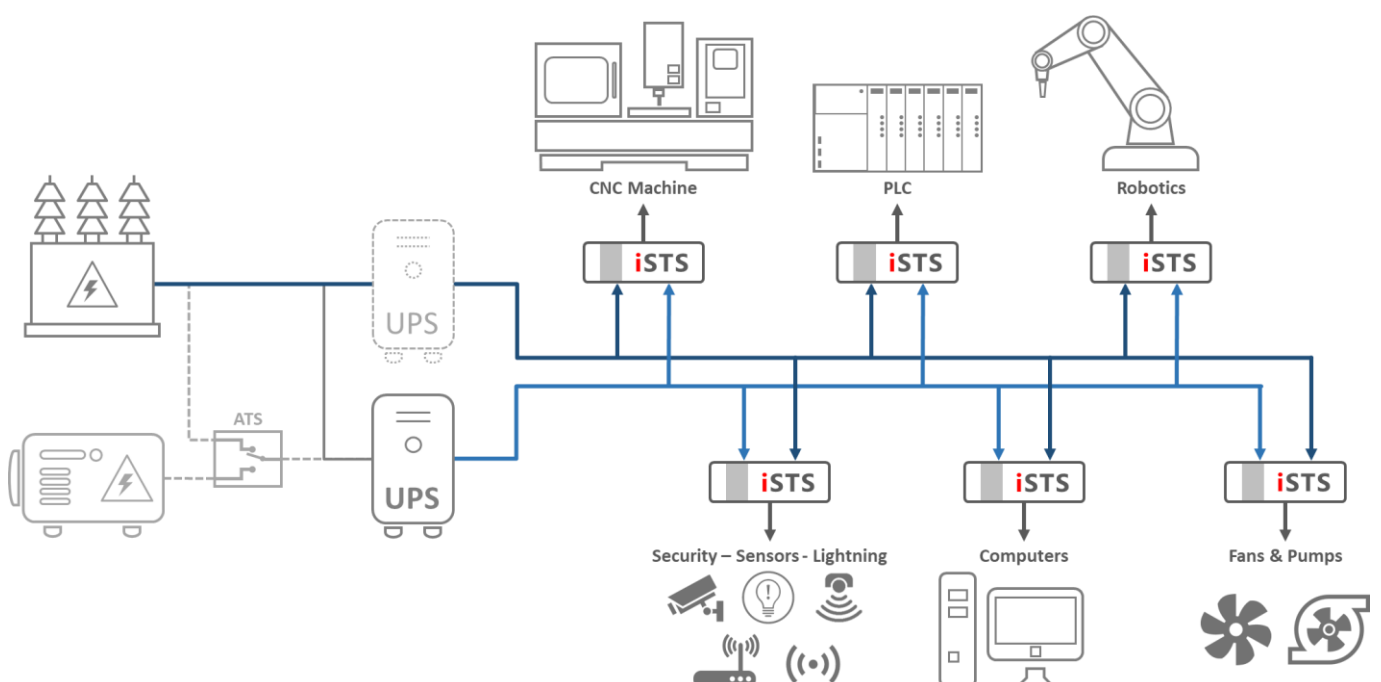 CNC Machine
PLC
Robotics
iSTS
iSTS
iSTS
UPS
ATS
UPS
iSTS
iSTS
iSTS
Security – Sensors - Lightning
Computers
Fans & Pumps